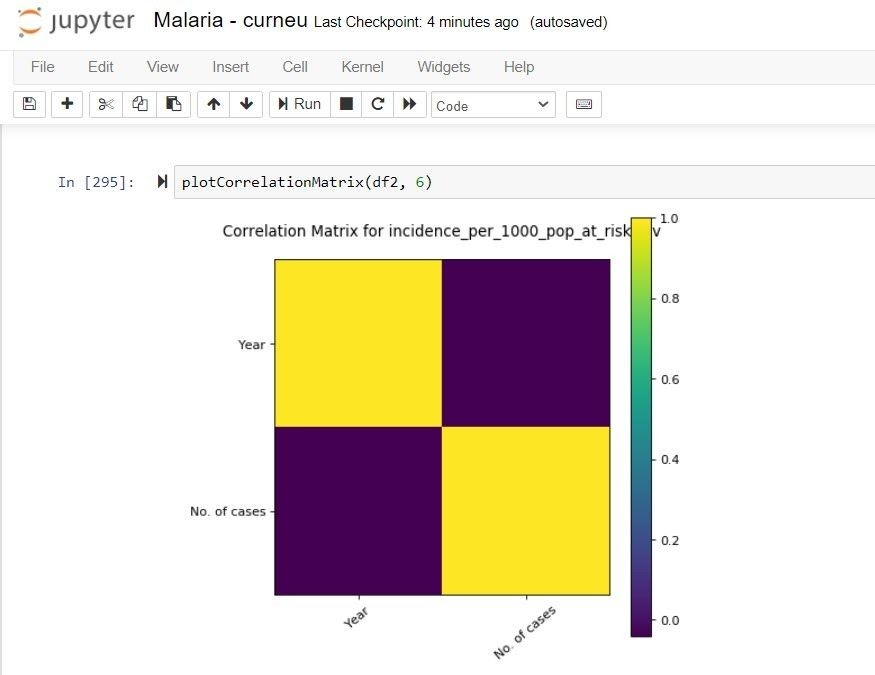 jupyter Malaria - curneu Last Checkpoint: 4 minutes ago (autosaved)
File Edit View Insert Cell Kernel Widgets Help
Run Code
In [295]: plotCorrelationMatrix(df2, 6)
Correlation Matrix for incidence_per_1000_pop_at_risk v
1.0
0.8
Year
0.6
0.4
No. of cases
0.2
0.0
Year
No. of cases